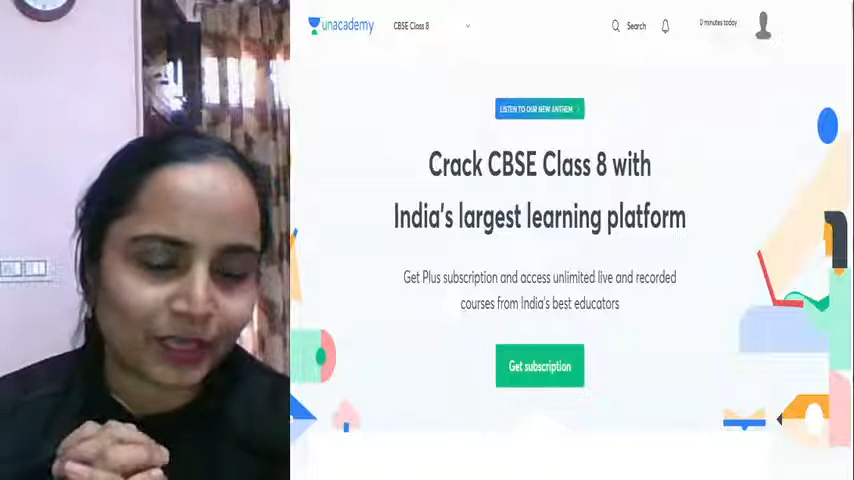 unacademy
CBSE Class 8
Search
0 minutes today
LISTEN TO OUR NEW ANTHEM
Crack CBSE Class 8 with
India's largest learning platform
Get Plus subscription and access unlimited live and recorded
courses from India's best educators
Get subscription